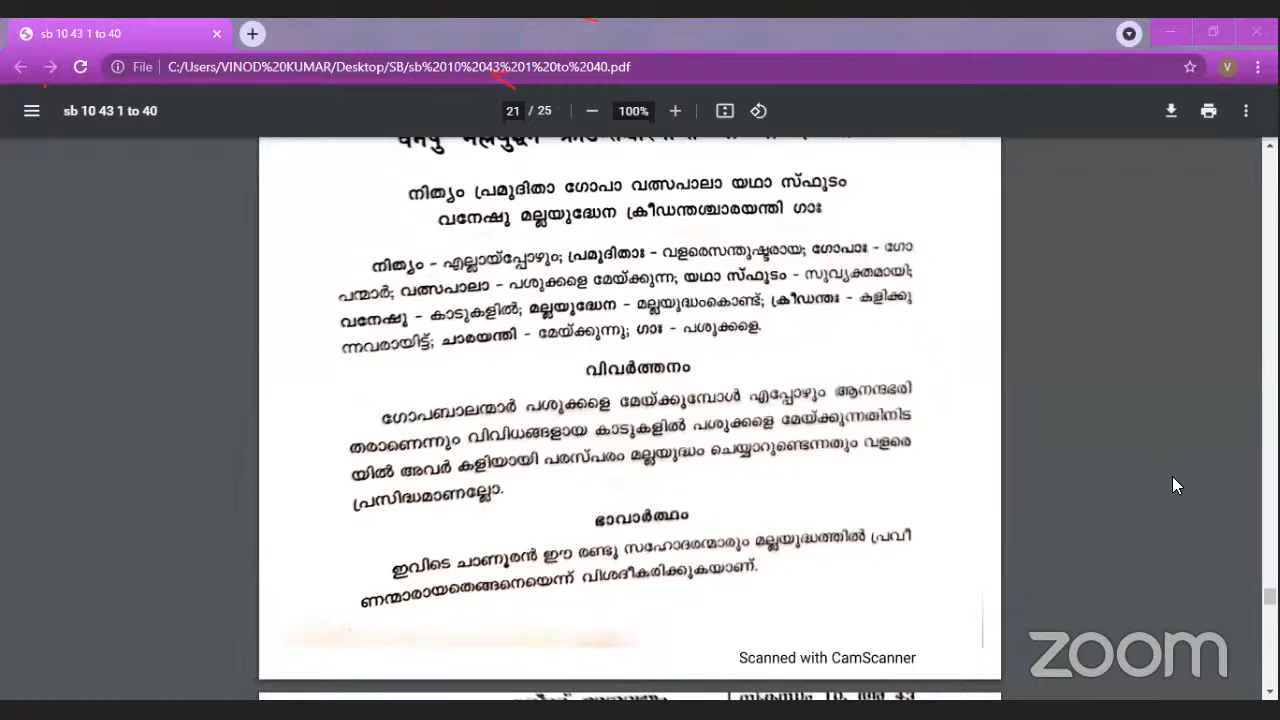 sb 10 43 1 to 40
File C:/Users/VINOD%20KUMAR/Desktop/SB/sb%2010%2043%201%20to%2040.pdf
V
sb 10 43 1 to 40
21 / 25
100%
നിത്യം പ്രമുദിതാ ഗോപാ വത്സപാലാ യഥാ സ്ഫുടം
വനേഷു മല്ലയുദ്ധേന ക്രീഡന്തശ്ചാരയന്തി ഗാഃ
നിത്യം - എല്ലായ്പ്പോഴും; പ്രമുദിതാഃ - വളരെസന്തുഷ്ടരായ; ഗോപാഃ - ഗോ
പന്മാർ; വത്സപാലാ - പശുക്കളെ മേയ്ക്കുന്ന; യഥാ സ്ഫുടം - സുവ്യക്തമായി;
വനേഷു - കാടുകളിൽ; മല്ലയുദ്ധേന - മല്ലയുദ്ധംകൊണ്ട്; ക്രീഡന്തഃ - കളിക്കു
ന്നവരായിട്ട്; ചാരയന്തി - മേയ്ക്കുന്നു; ഗാഃ - പശുക്കളെ.
വിവർത്തനം
ഗോപബാലന്മാർ പശുക്കളെ മേയ്ക്കുമ്പോൾ എപ്പോഴും ആനന്ദഭരി
തരാണെന്നും വിവിധങ്ങളായ കാടുകളിൽ പശുക്കളെ മേയ്ക്കുന്നതിനിട
യിൽ അവർ കളിയായി പരസ്പരം മല്ലയുദ്ധം ചെയ്യാറുണ്ടെന്നതും വളരെ
പ്രസിദ്ധമാണല്ലോ.
ഭാവാർത്ഥം
ഇവിടെ ചാണൂരൻ ഈ രണ്ടു സഹോദരന്മാരും മല്ലയുദ്ധത്തിൽ പ്രവീ
ണന്മാരായതെങ്ങനെയെന്ന് വിശദീകരിക്കുകയാണ്.
Scanned with CamScanner
zoom